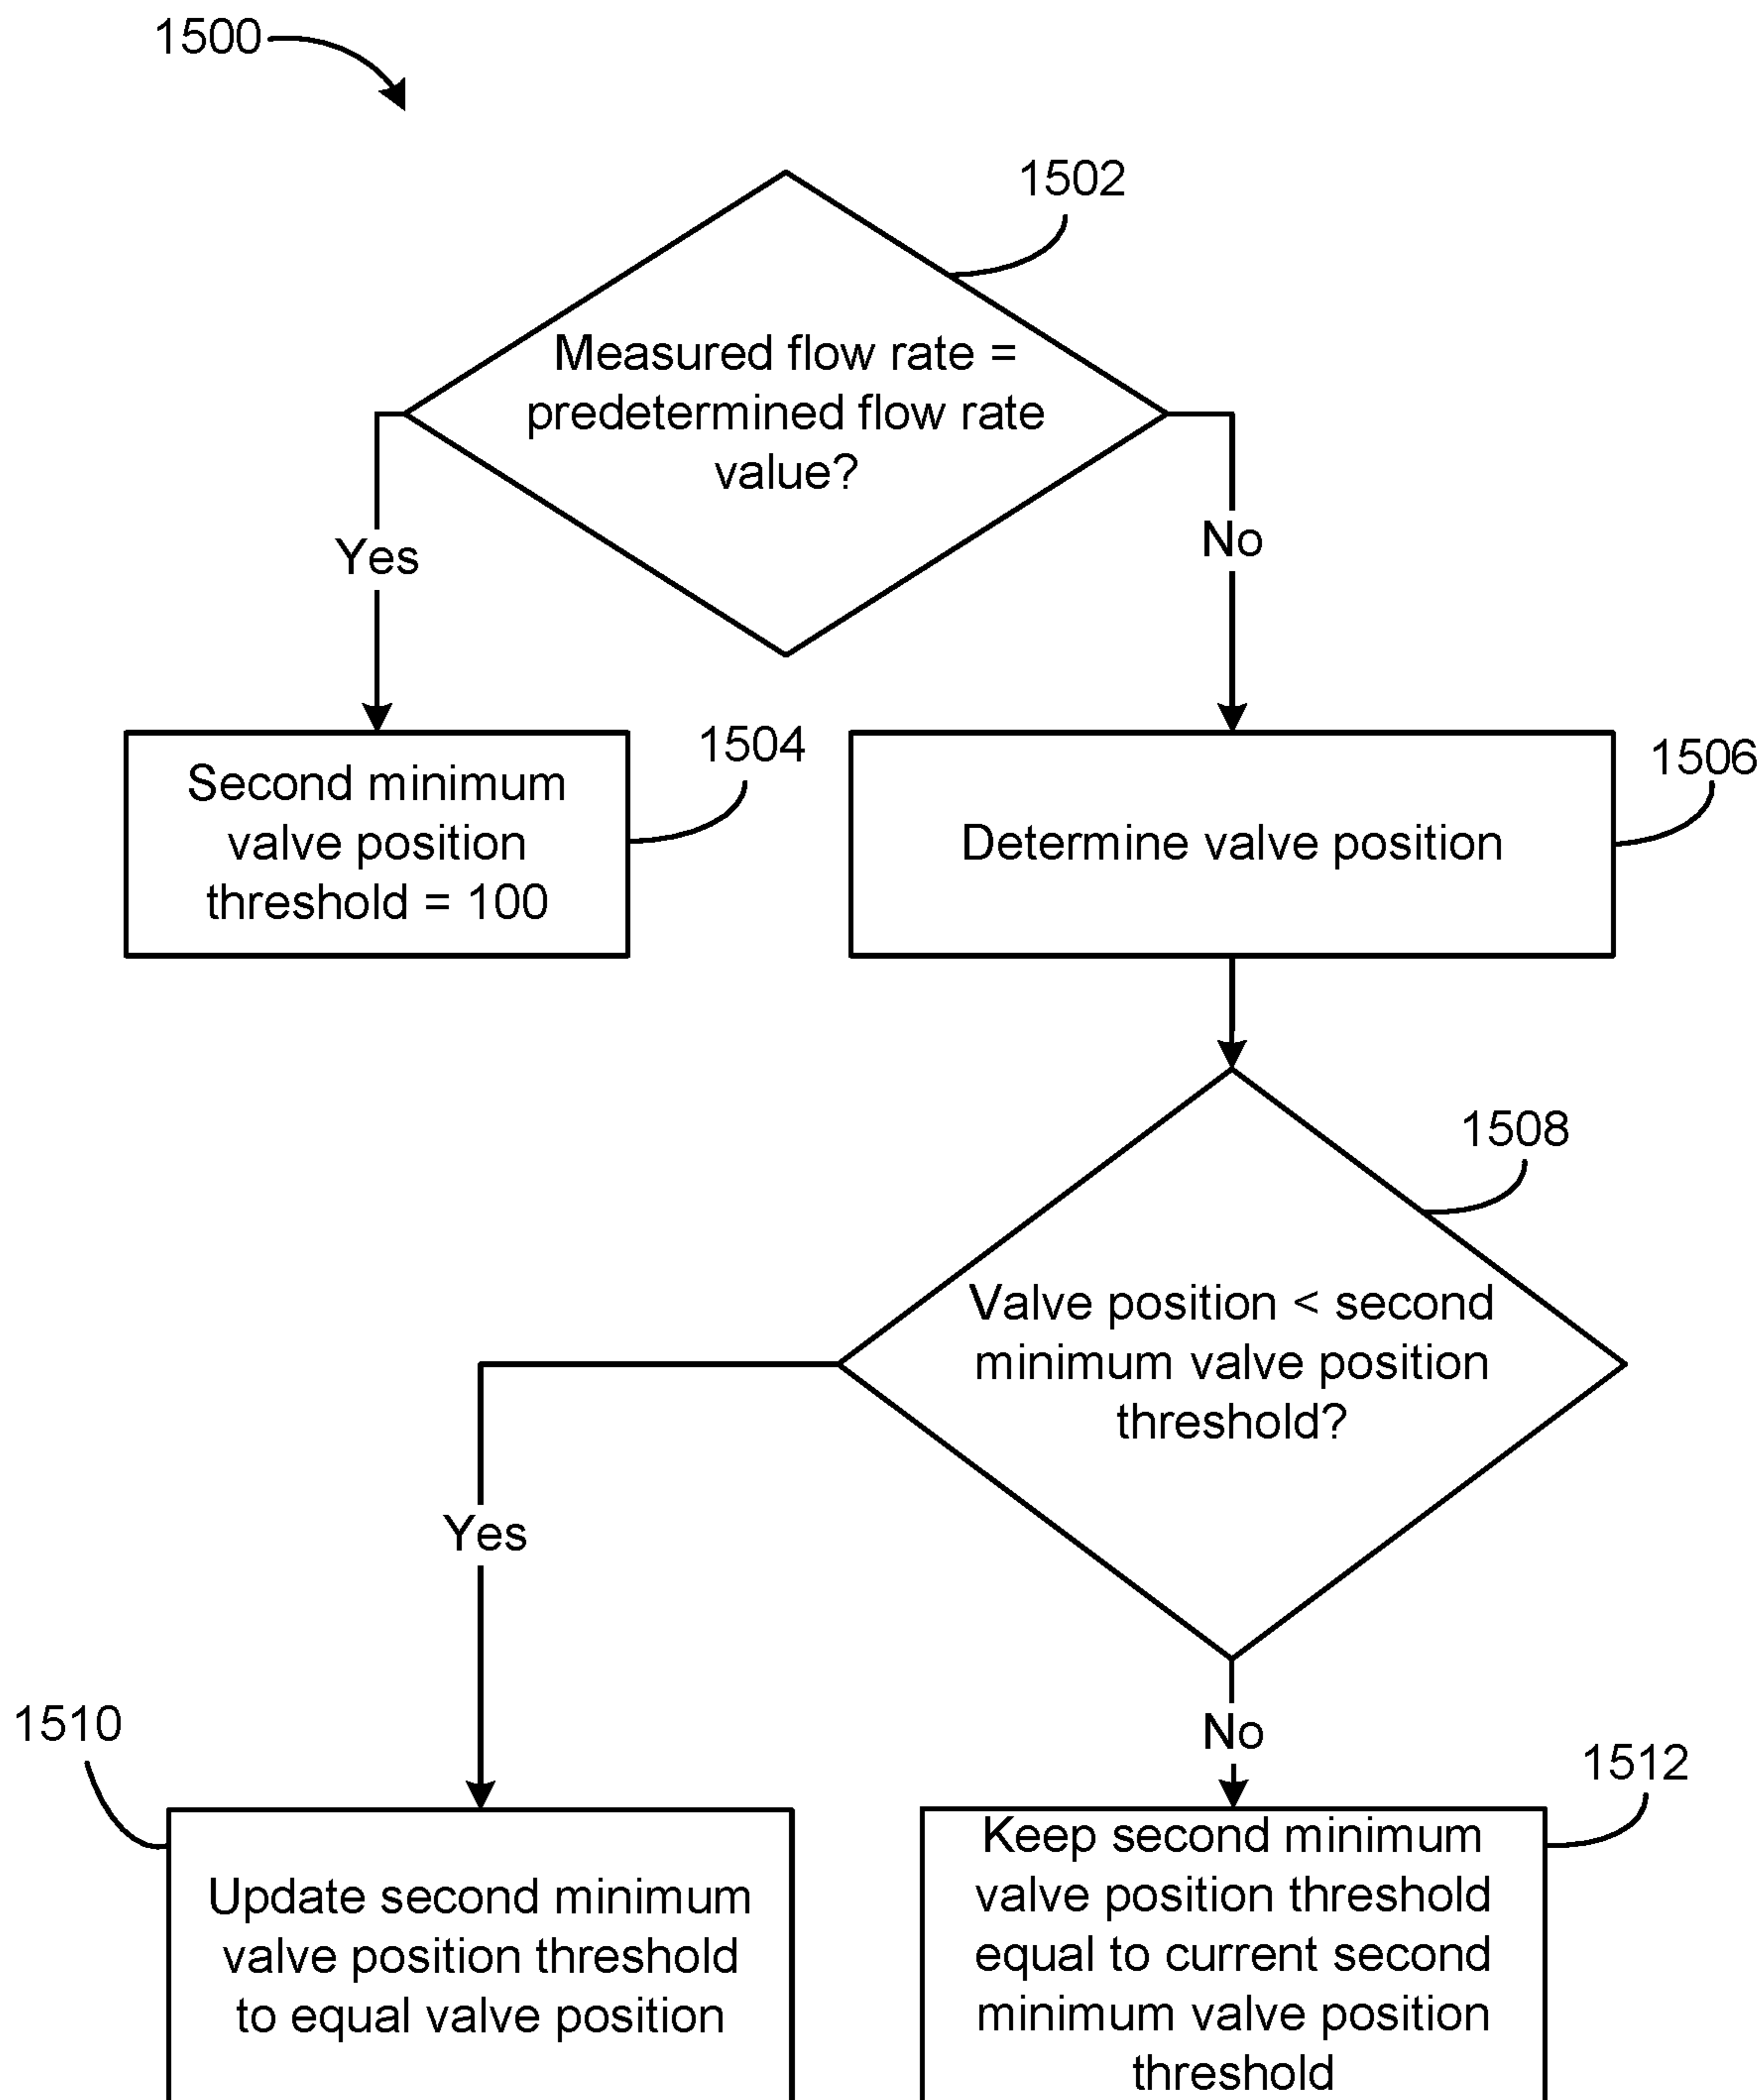 1500
1502
Measured flow rate =
predetermined flow rate
value?
Yes
No
1504
1506
Second minimum
valve position
threshold = 100
Determine valve position
1508
Valve position < second
minimum valve position
threshold?
Yes
No
1510
1512
Update second minimum
valve position threshold
to equal valve position
Keep second minimum
valve position threshold
equal to current second
minimum valve position
threshold